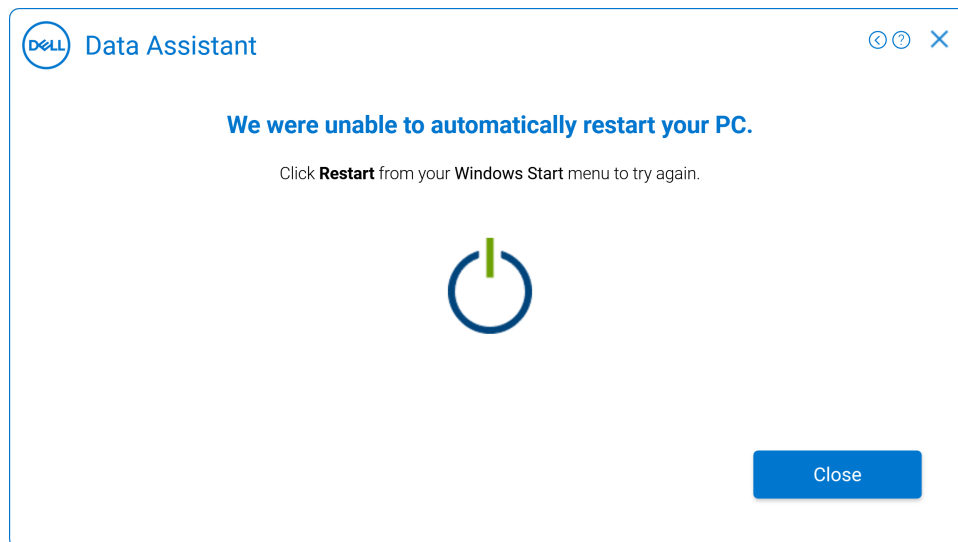 DELL Data Assistant
We were unable to automatically restart your PC.
Click Restart from your Windows Start menu to try again.
Close